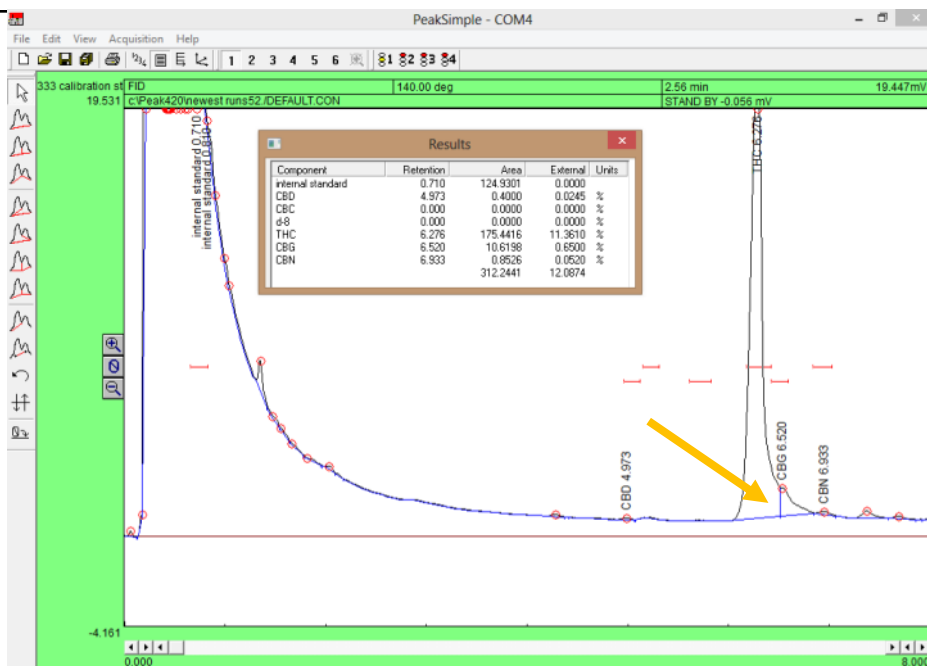 PeakSimple - COM4
File Edit View Acquisition Help
1 2 3 4 5 6 1 2 3 4
333 calibration st FID 140.00 deg 2.56 min 19.447mV
19.531 c:\Peak420\newest runs52./DEFAULT.CON STAND BY -0.056 mV
internal standard 0.710
internal standard 0.810
THC 6.276
Results
Component Retention Area External Units
internal standard 0.710 124.9301 0.0000
CBD 4.973 0.4000 0.0245 %
CBC 0.000 0.0000 0.0000 %
d-8 0.000 0.0000 0.0000 %
THC 6.276 175.4416 11.3610 %
CBG 6.520 10.6198 0.6500 %
CBN 6.933 0.8526 0.0520 %
312.2441 12.0874
CBD 4.973
CBG 6.520
CBN 6.933
-4.161
0.000 8.000